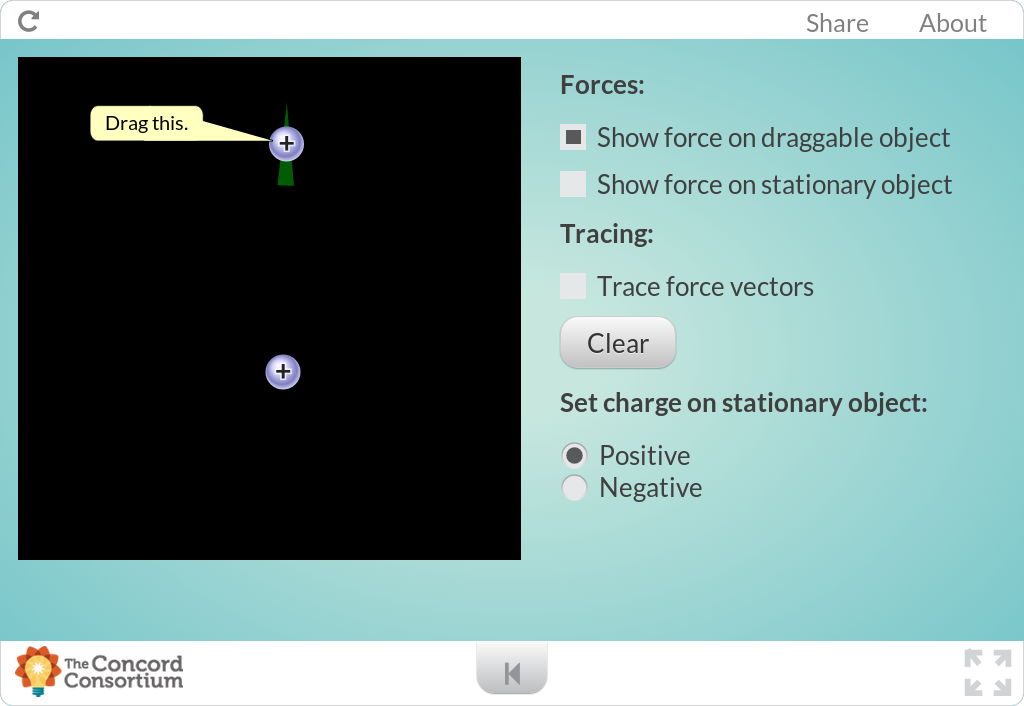 Share About
Drag this.
+
+
Forces:
Show force on draggable object
Show force on stationary object
Tracing:
Trace force vectors
Clear
Set charge on stationary object:
Positive
Negative
The Concord
Consortium